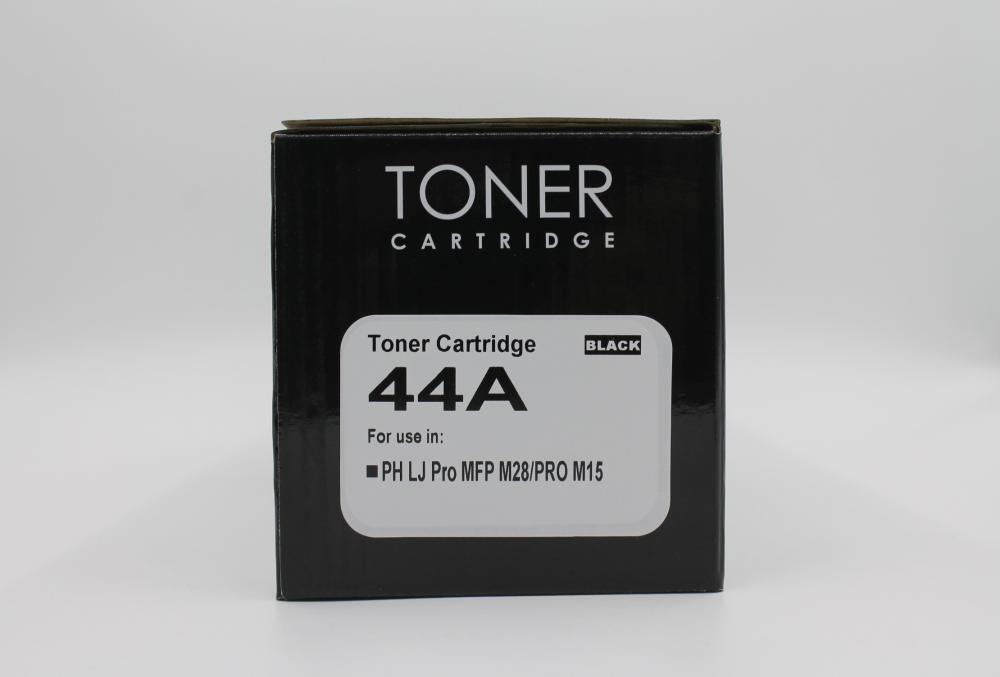 TONER
CARTRIDGE
Toner Cartridge BLACK
44A
For use in:
■PH LJ Pro MFP M28/PRO M15